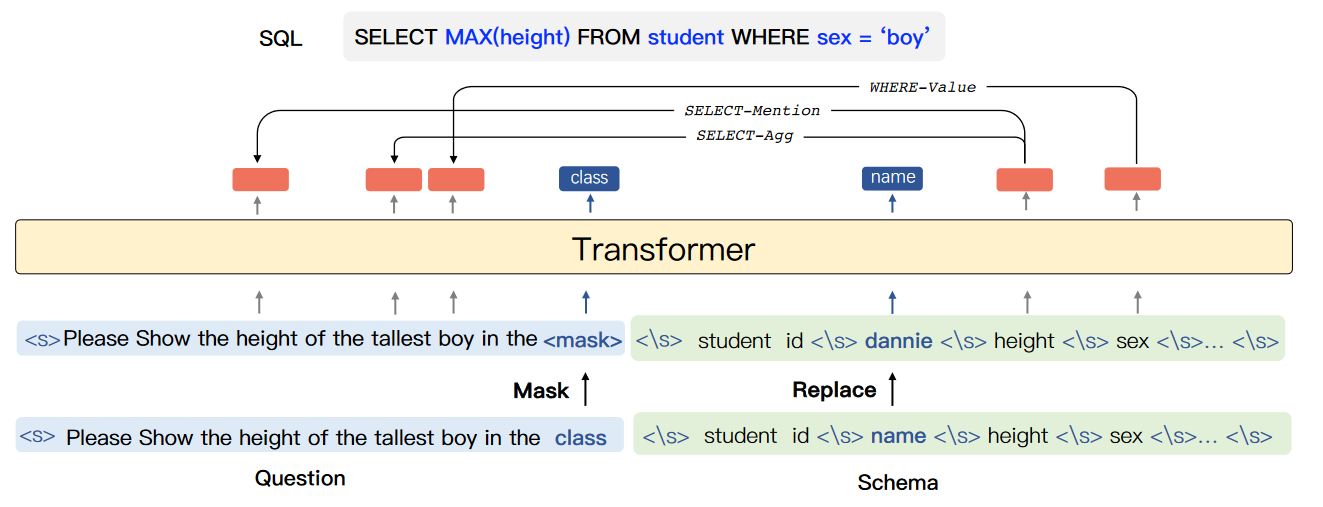 SQL SELECT MAX(height) FROM student WHERE sex = ‘boy’
WHERE-Value
SELECT-Mention
SELECT-Agg
class name
Transformer
<s>Please Show the height of the tallest boy in the <mask> <\s> student id <\s> dannie <\s> height <\s> sex <\s>... <\s>
Mask Replace
<s> Please Show the height of the tallest boy in the class <\s> student id <\s> name <\s> height <\s> sex <\s>... <\s>
Question Schema